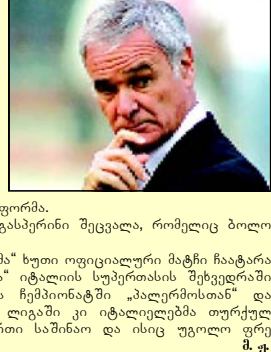 ფორმა.
გასპერინი შეცვალა, რომელიც ბოლო
მა“ ხუთი ოფიციალური მატჩი ჩაატარა
ა“ იტალიის სუპერთასის შეხვედრაში
ს ჩემპიონატში „პალერმოსთან“ და
ლიგაში კი იტალიელებმა თურქულ
რთი საშინაო და ისიც უგოლო ფრე
მ. ჟ.